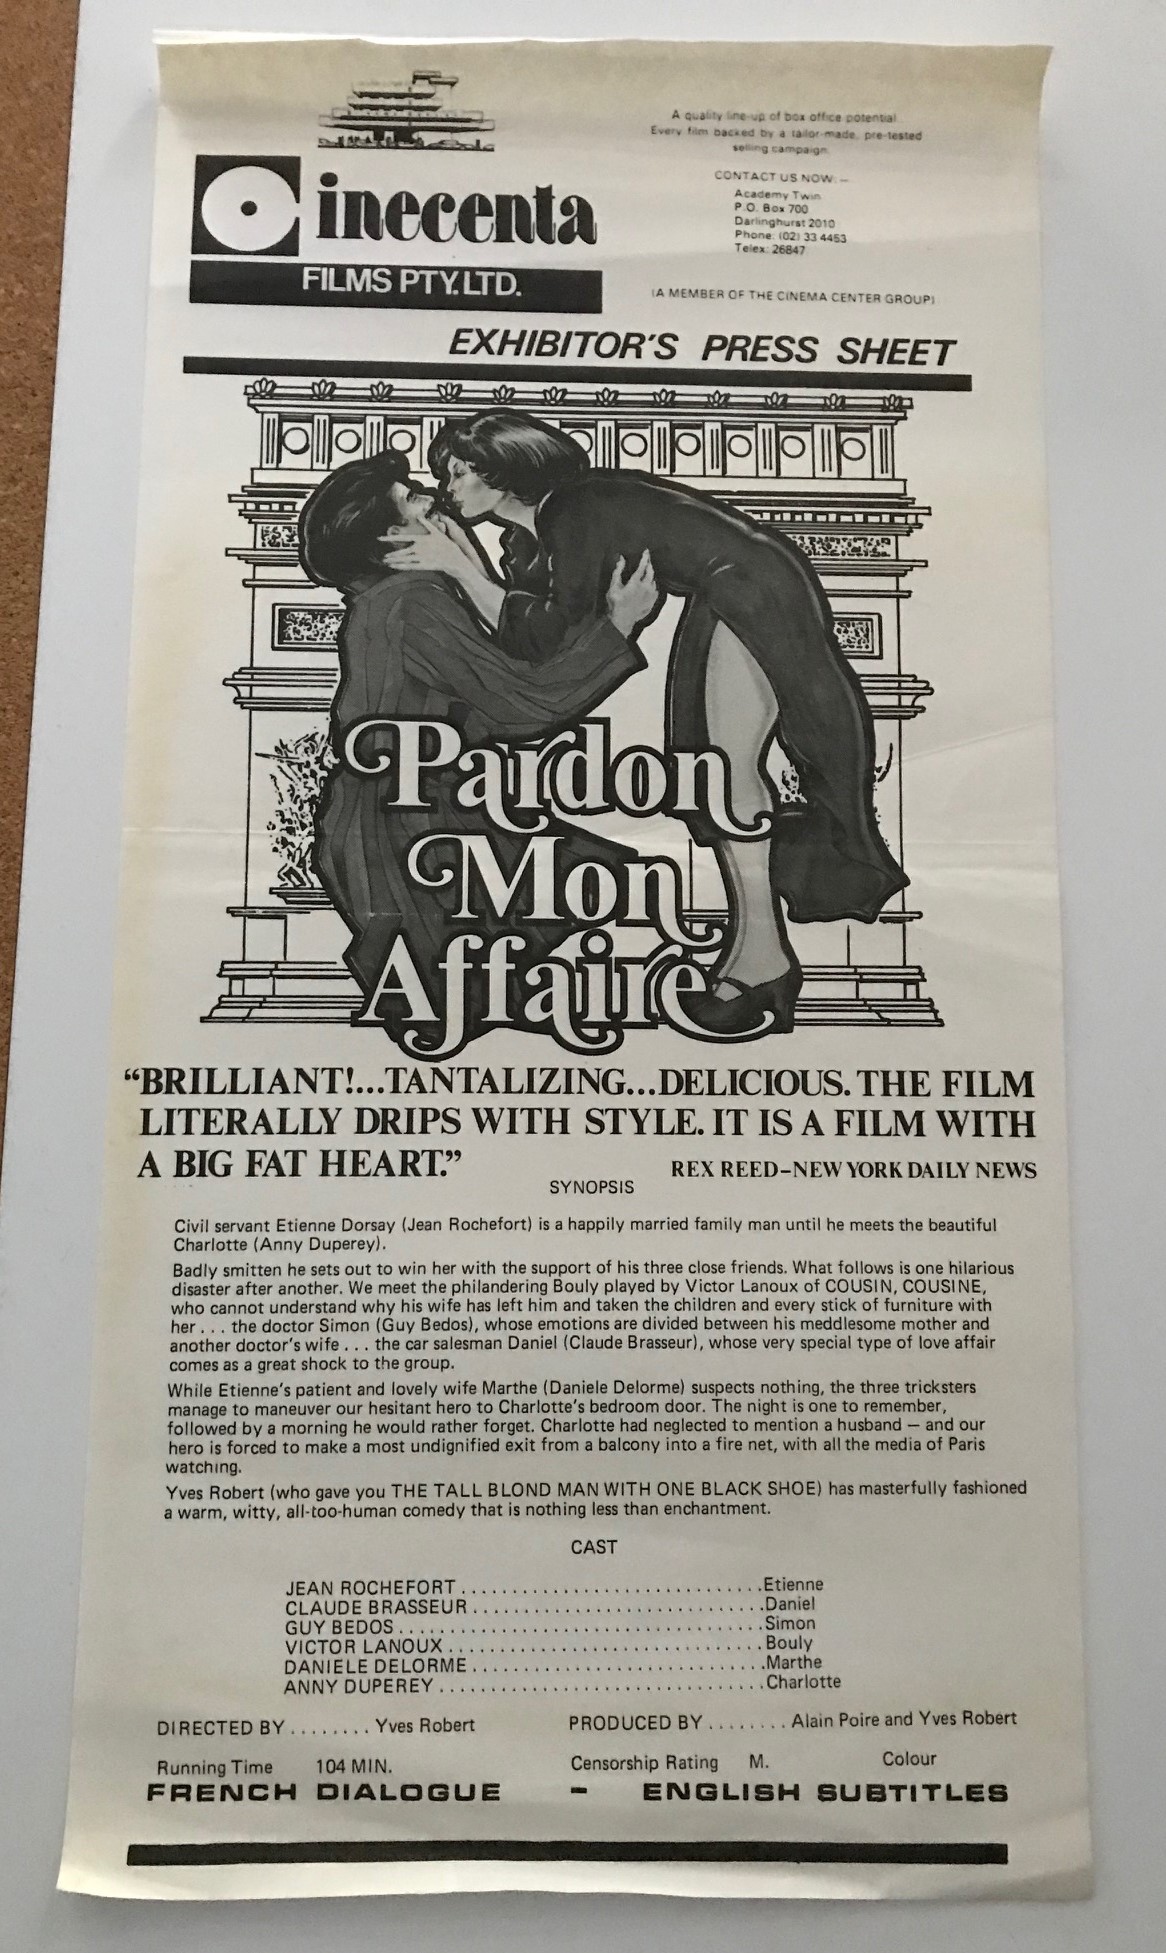 A quality line-up of box office potential
Every film backed by a tailor-made, pre-tested
selling campaign.
CONTACT US NOW:—
Academy Twin
P.O. Box 700
Darlinghurst 2010
Phone: (02) 33 4453
Telex: 26847
(A MEMBER OF THE CINEMA CENTER GROUP)
Cinecenta
FILMS PTY.LTD.
EXHIBITOR'S PRESS SHEET
Pardon
Mon
Affaire
“BRILLIANT!...TANTALIZING...DELICIOUS. THE FILM
LITERALLY DRIPS WITH STYLE. IT IS A FILM WITH
A BIG FAT HEART.”
REX REED–NEW YORK DAILY NEWS
SYNOPSIS
Civil servant Etienne Dorsay (Jean Rochefort) is a happily married family man until he meets the beautiful
Charlotte (Anny Duperey).
Badly smitten he sets out to win her with the support of his three close friends. What follows is one hilarious
disaster after another. We meet the philandering Bouly played by Victor Lanoux of COUSIN, COUSINE,
who cannot understand why his wife has left him and taken the children and every stick of furniture with
her . . . the doctor Simon (Guy Bedos), whose emotions are divided between his meddlesome mother and
another doctor's wife . . . the car salesman Daniel (Claude Brasseur), whose very special type of love affair
comes as a great shock to the group.
While Etienne's patient and lovely wife Marthe (Daniele Delorme) suspects nothing, the three tricksters
manage to maneuver our hesitant hero to Charlotte's bedroom door. The night is one to remember,
followed by a morning he would rather forget. Charlotte had neglected to mention a husband — and our
hero is forced to make a most undignified exit from a balcony into a fire net, with all the media of Paris
watching.
Yves Robert (who gave you THE TALL BLOND MAN WITH ONE BLACK SHOE) has masterfully fashioned
a warm, witty, all-too-human comedy that is nothing less than enchantment.
CAST
JEAN ROCHEFORT..............................Etienne
CLAUDE BRASSEUR.............................Daniel
GUY BEDOS....................................Simon
VICTOR LANOUX................................Bouly
DANIELE DELORME.............................Marthe
ANNY DUPEREY.................................Charlotte
DIRECTED BY........ Yves Robert PRODUCED BY........ Alain Poire and Yves Robert
Running Time 104 MIN. Censorship Rating M. Colour
FRENCH DIALOGUE – ENGLISH SUBTITLES